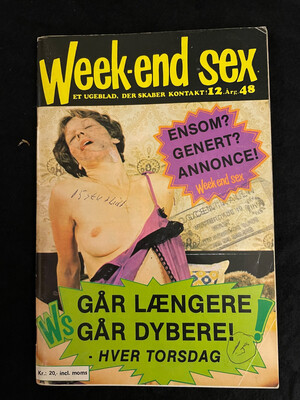 Week-end sex
ET UGEBLAD, DER SKABER KONTAKT! 12. Årg. 48
ENSOM?
GENERT?
ANNONCE!
Week-end sex
Ws
GÅR LÆNGERE
GÅR DYBERE!
- HVER TORSDAG
15
Kr.: 20,- incl. moms